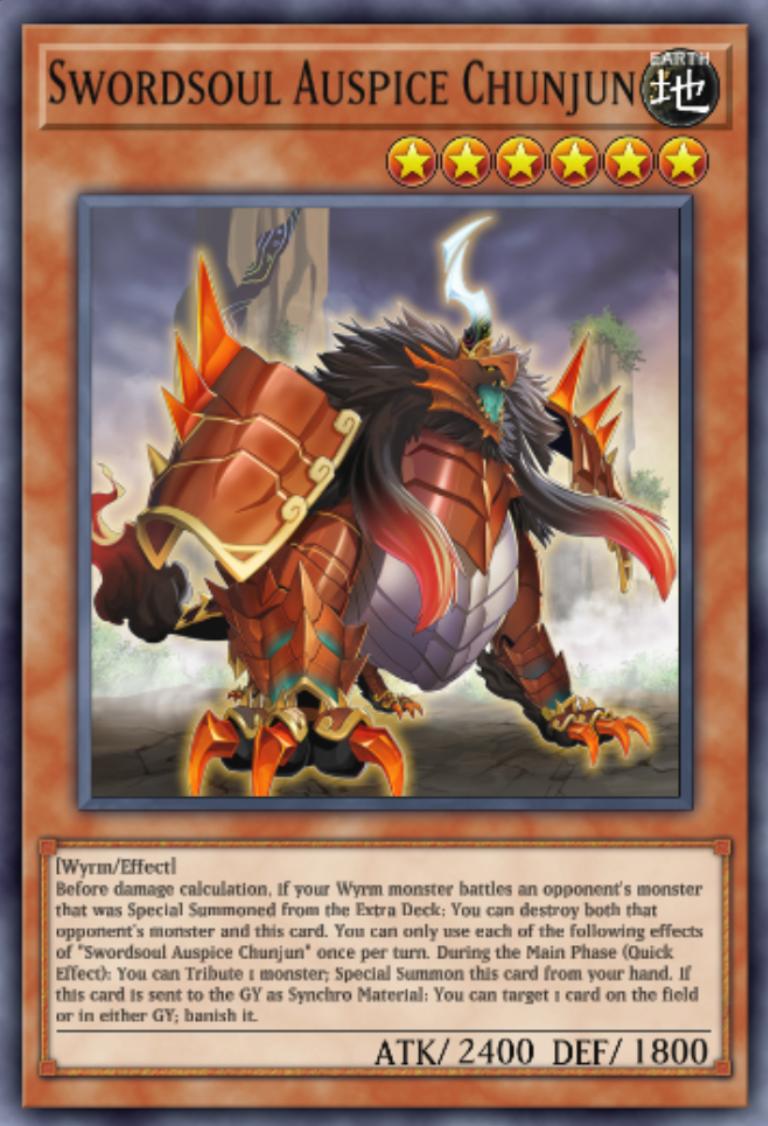 Swordsoul Auspice Chunjun
EARTH
地
[Wyrm/Effect]
Before damage calculation, if your Wyrm monster battles an opponent's monster
that was Special Summoned from the Extra Deck: You can destroy both that
opponent's monster and this card. You can only use each of the following effects
of "Swordsoul Auspice Chunjun" once per turn. During the Main Phase (Quick
Effect): You can Tribute 1 monster; Special Summon this card from your hand. If
this card is sent to the GY as Synchro Material: You can target 1 card on the field
or in either GY; banish it.
ATK/ 2400 DEF/ 1800